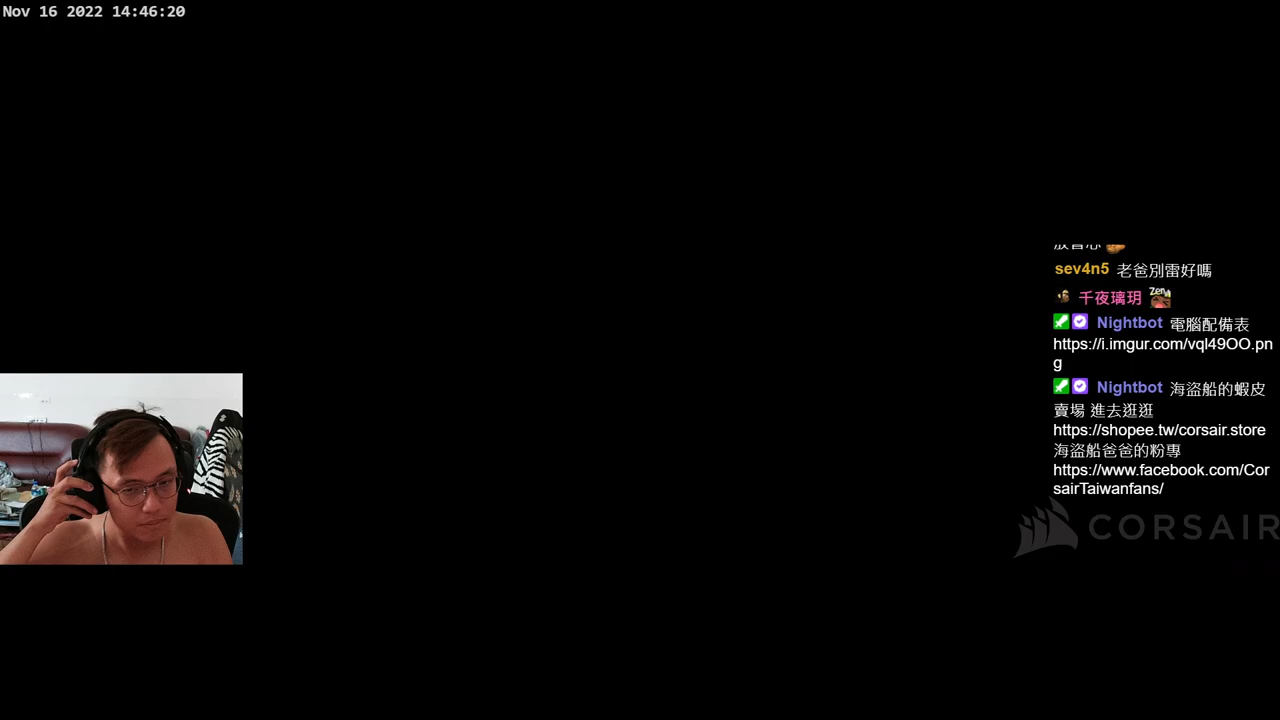 Nov 16 2022 14:46:20
sev4n5 老爸別雷好嗎
千夜璃玥
Zen
Nightbot 電腦配備表
https://i.imgur.com/vql49OO.pn
g
Nightbot 海盜船的蝦皮
賣場 進去逛逛
https://shopee.tw/corsair.store
海盜船爸爸的粉專
https://www.facebook.com/Cor
sairTaiwanfans/
CORSAIR